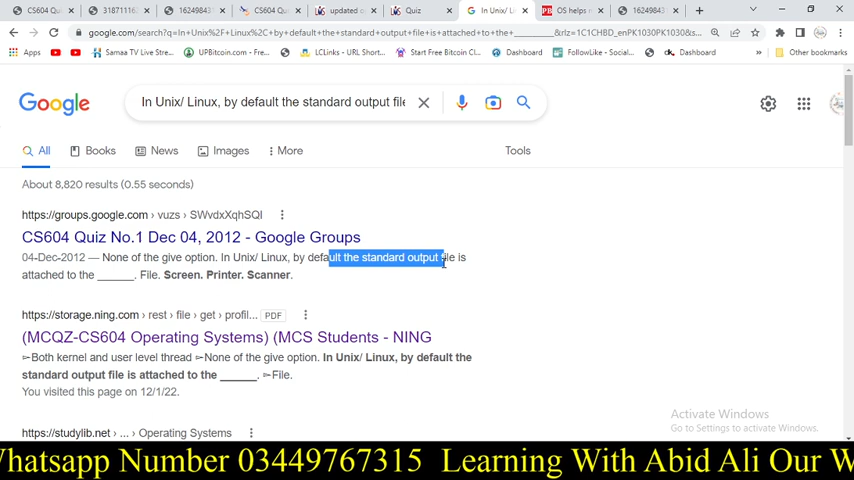 CS604 Qu
31871116
16249843
CS604 Qu
updated o
Quiz
In Unix/ Li
OS helps
16249843
google.com/search?q=In+Unix%2F+Linux%2C+by+default+the+standard+output+file+is+attached+to+the+________.&rlz=1C1CHBD_enPK1030PK1030&s...
Apps
Samaa TV Live Stre...
UPBitcoin.com - Fre...
LCLinks - URL Short...
Start Free Bitcoin Cl...
Dashboard
FollowLike - Social...
Dashboard
»
Other bookmarks
Google
In Unix/ Linux, by default the standard output file
All
Books
News
Images
More
Tools
About 8,820 results (0.55 seconds)
https://groups.google.com › vuzs › SWvdxXqhSQI
CS604 Quiz No.1 Dec 04, 2012 - Google Groups
04-Dec-2012 — None of the give option. In Unix/ Linux, by default the standard output file is
attached to the ______. File. Screen. Printer. Scanner.
https://storage.ning.com › rest › file › get › profil... PDF
(MCQZ-CS604 Operating Systems) (MCS Students - NING
➢Both kernel and user level thread ➢None of the give option. In Unix/ Linux, by default the
standard output file is attached to the ______. ➢File.
You visited this page on 12/1/22.
https://studylib.net › ... › Operating Systems
Activate Windows
Go to Settings to activate Windows.
Whatsapp Number 03449767315 Learning With Abid Ali Our W